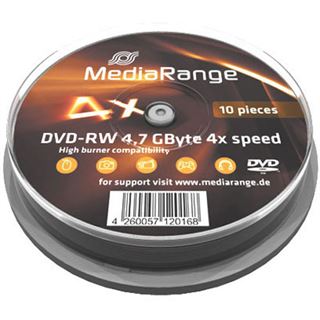 MediaRange
4x
10 pieces
DVD-RW 4,7 GByte 4x speed
High burner compatibility
DVD
for support visit www.mediarange.de
4 260057 120168